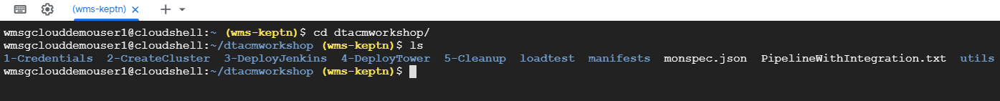 (wms-keptn)
wmsgclouddemouser1@cloudshell:~ (wms-keptn)$ cd dtacmworkshop/
wmsgclouddemouser1@cloudshell:~/dtacmworkshop (wms-keptn)$ ls
1-Credentials 2-CreateCluster 3-DeployJenkins 4-DeployTower 5-Cleanup loadtest manifests monspec.json PipelineWithIntegration.txt utils
wmsgclouddemouser1@cloudshell:~/dtacmworkshop (wms-keptn)$